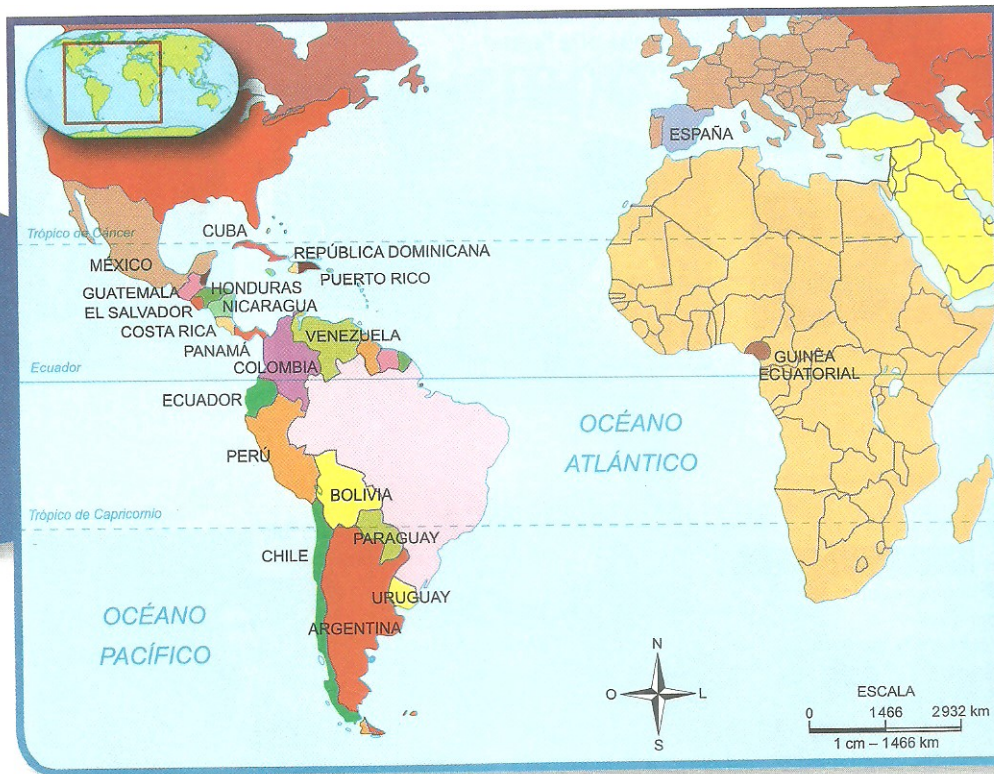 Trópico de Cáncer
CUBA
REPÚBLICA DOMINICANA
MÉXICO
PUERTO RICO
GUATEMALA
HONDURAS
EL SALVADOR
NICARAGUA
COSTA RICA
VENEZUELA
PANAMÁ
COLOMBIA
Ecuador
ECUADOR
PERÚ
BOLIVIA
Trópico de Capricornio
PARAGUAY
CHILE
URUGUAY
ARGENTINA
OCÉANO
PACÍFICO
OCÉANO
ATLÁNTICO
ESPAÑA
GUINÊA
ECUATORIAL
N
O
L
S
ESCALA
0 1466 2932 km
1 cm – 1466 km